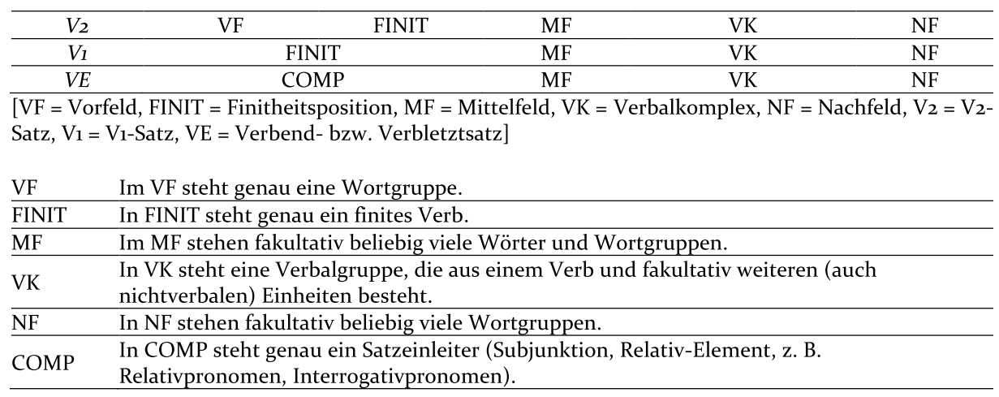 V2 VF FINIT MF VK NF
V1 FINIT MF VK NF
VE COMP MF VK NF
[VF = Vorfeld, FINIT = Finitheitsposition, MF = Mittelfeld, VK = Verbalkomplex, NF = Nachfeld, V2 = V2-
Satz, V1 = V1-Satz, VE = Verbend- bzw. Verbletztsatz]
VF Im VF steht genau eine Wortgruppe.
FINIT In FINIT steht genau ein finites Verb.
MF Im MF stehen fakultativ beliebig viele Wörter und Wortgruppen.
VK In VK steht eine Verbalgruppe, die aus einem Verb und fakultativ weiteren (auch
nichtverbalen) Einheiten besteht.
NF In NF stehen fakultativ beliebig viele Wortgruppen.
COMP In COMP steht genau ein Satzeinleiter (Subjunktion, Relativ-Element, z. B.
Relativpronomen, Interrogativpronomen).